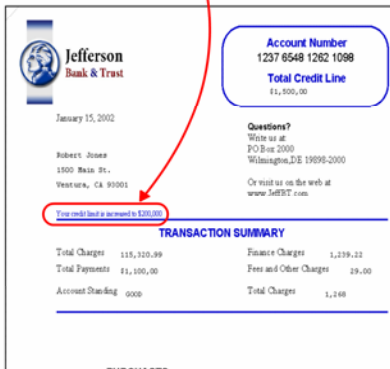 Jefferson
Bank & Trust
Account Number
1237 6548 1262 1098
Total Credit Line
$1,500,00
January 15, 2002
Questions?
Write us at
PO Box 2000
Wilmington,DE 19898-2000
Robert Jones
1500 Main St.
Ventura, CA 93001
Or visit us on the web at
www.JeffBT.com
Your credit limit is increased to $200,000
TRANSACTION SUMMARY
Total Charges 115,320.99
Total Payments $1,100,00
Account Standing GOOD
Finance Charges 1,239.22
Fees and Other Charges 29.00
Total Charges 1,268